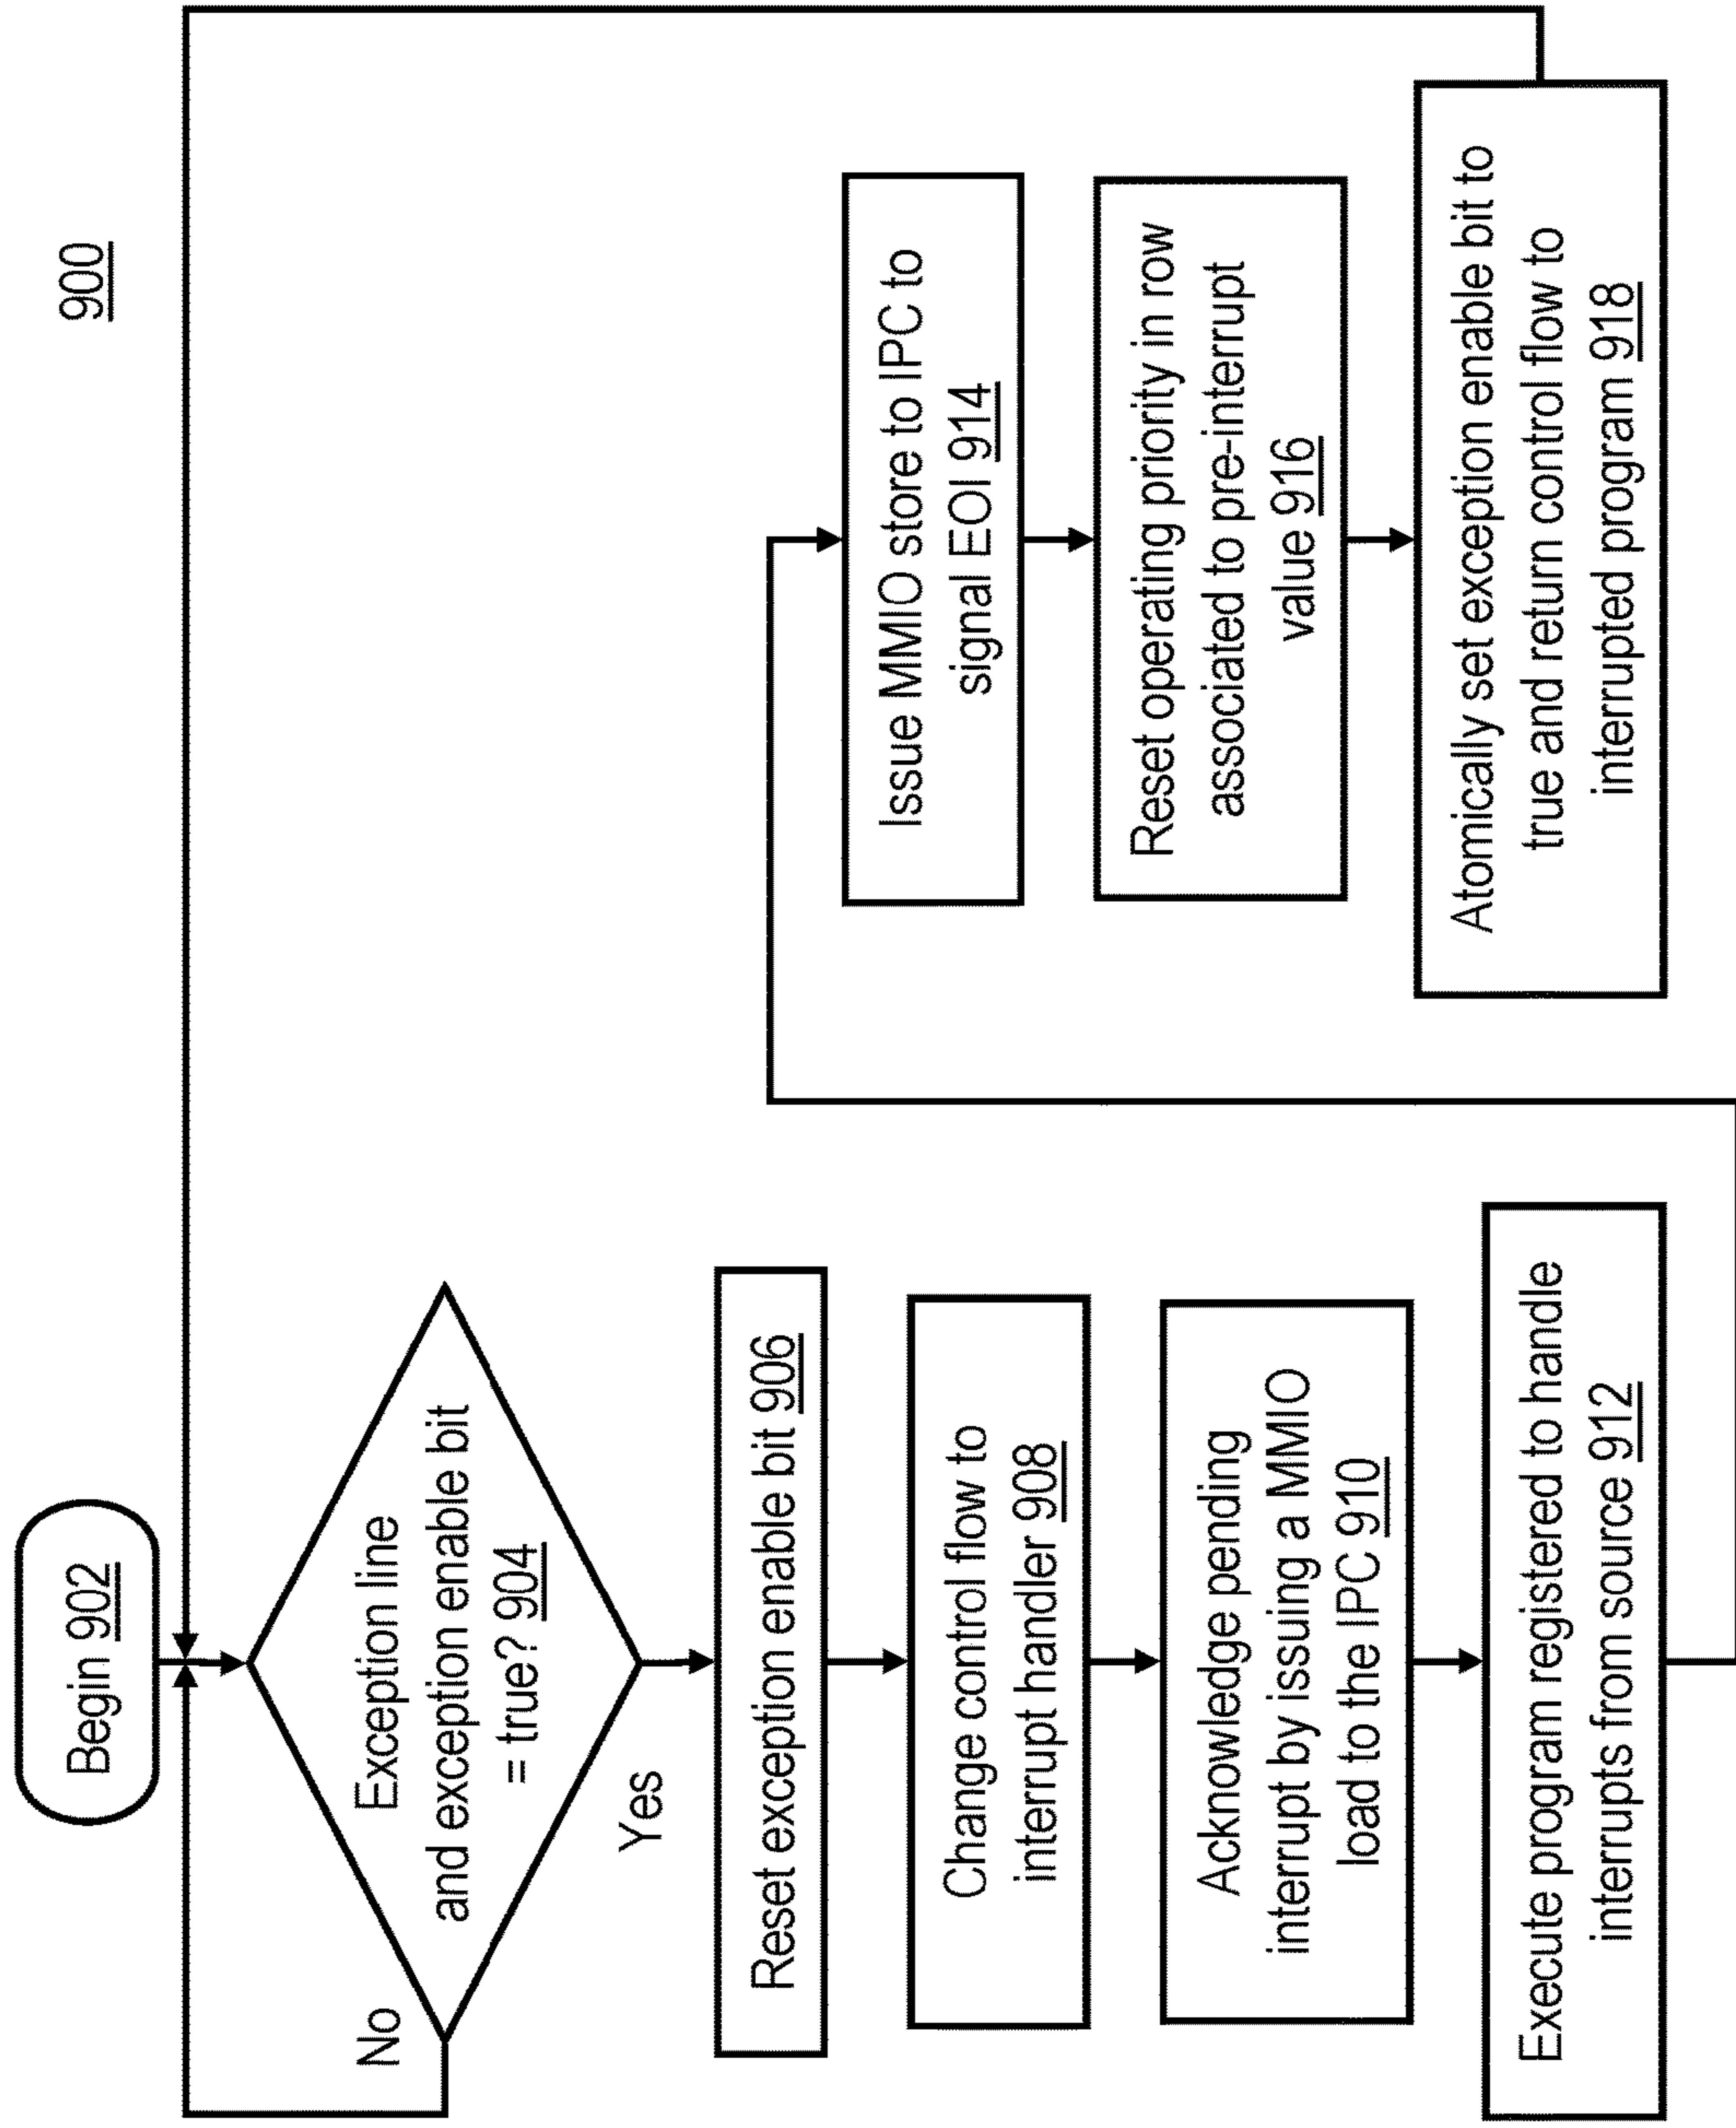 900
Begin 902
Exception line
and exception enable bit
= true? 904
No
Yes
Reset exception enable bit 906
Change control flow to
interrupt handler 908
Acknowledge pending
interrupt by issuing a MMIO
load to the IPC 910
Execute program registered to handle
interrupts from source 912
Issue MMIO store to IPC to
signal EOI 914
Reset operating priority in row
associated to pre-interrupt
value 916
Atomically set exception enable bit to
true and return control flow to
interrupted program 918